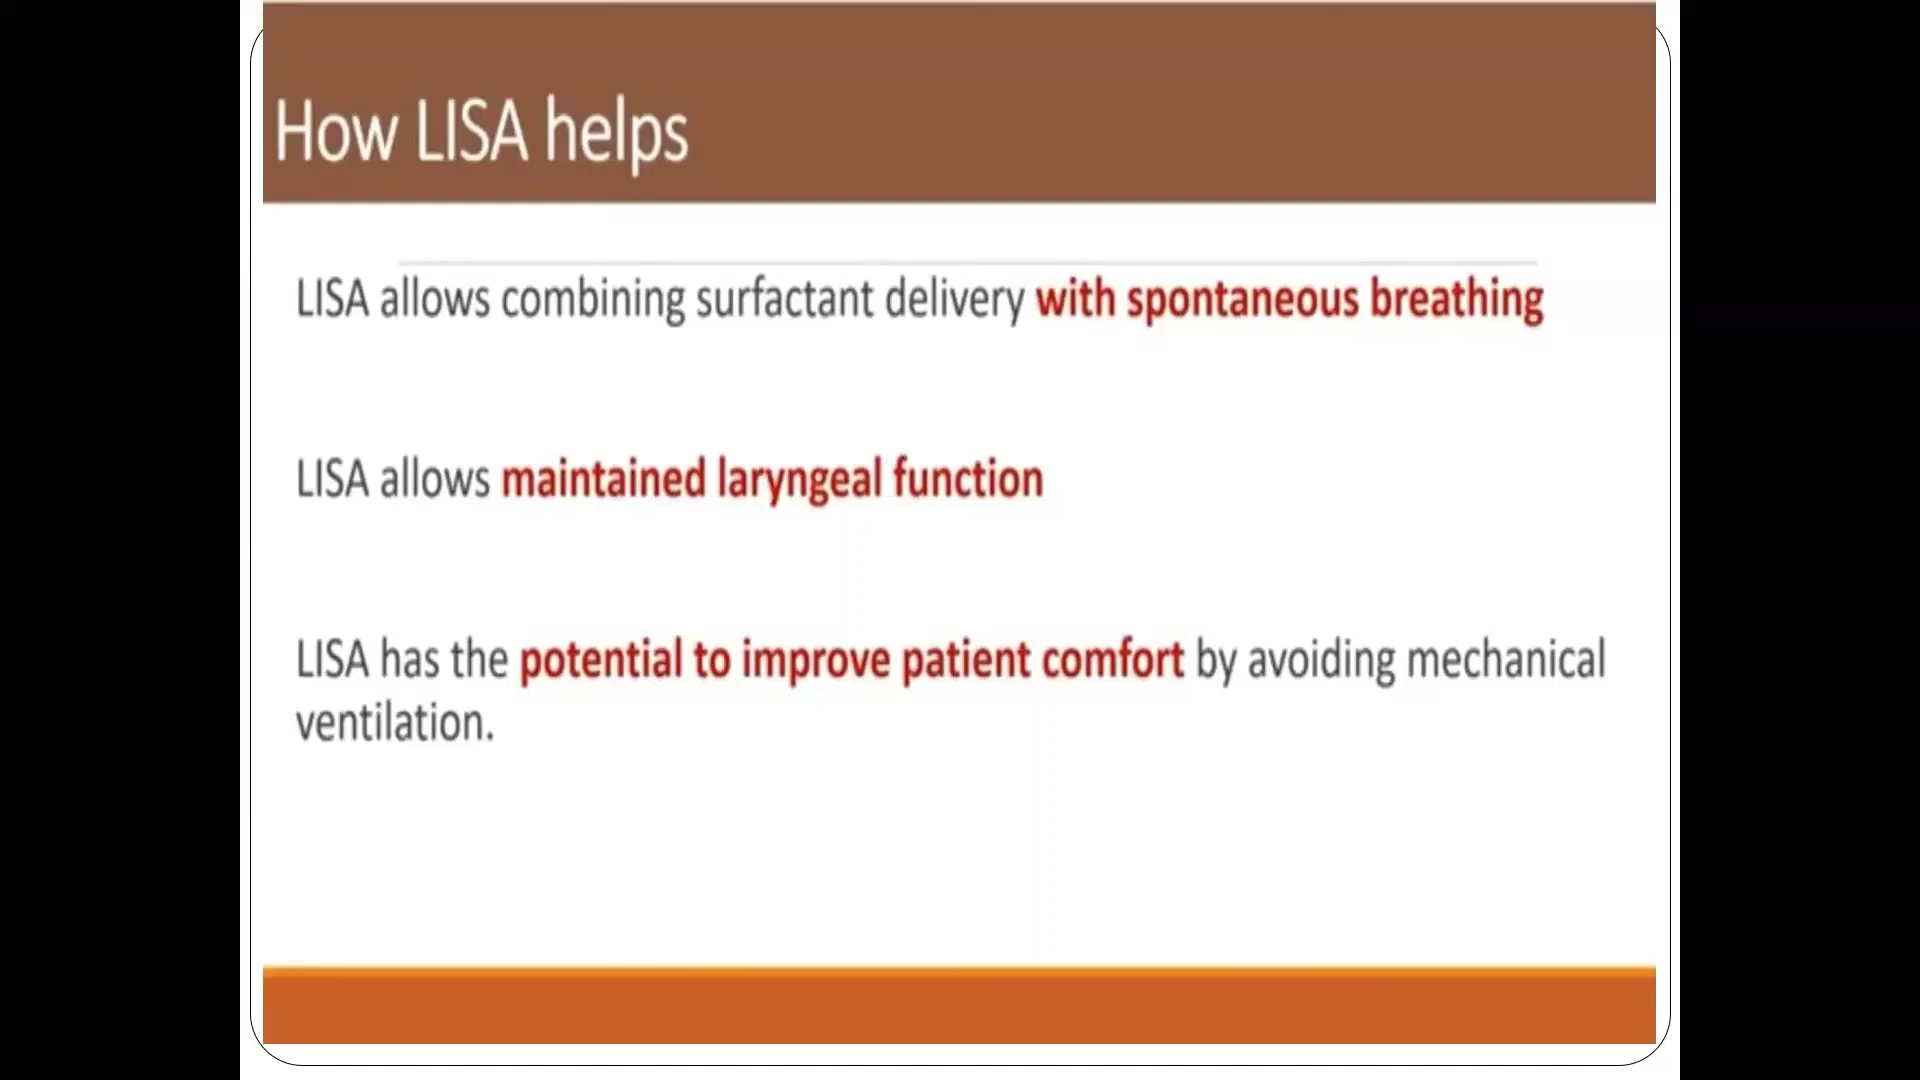 How LISA helps
LISA allows combining surfactant delivery with spontaneous breathing
LISA allows maintained laryngeal function
LISA has the potential to improve patient comfort by avoiding mechanical
ventilation.